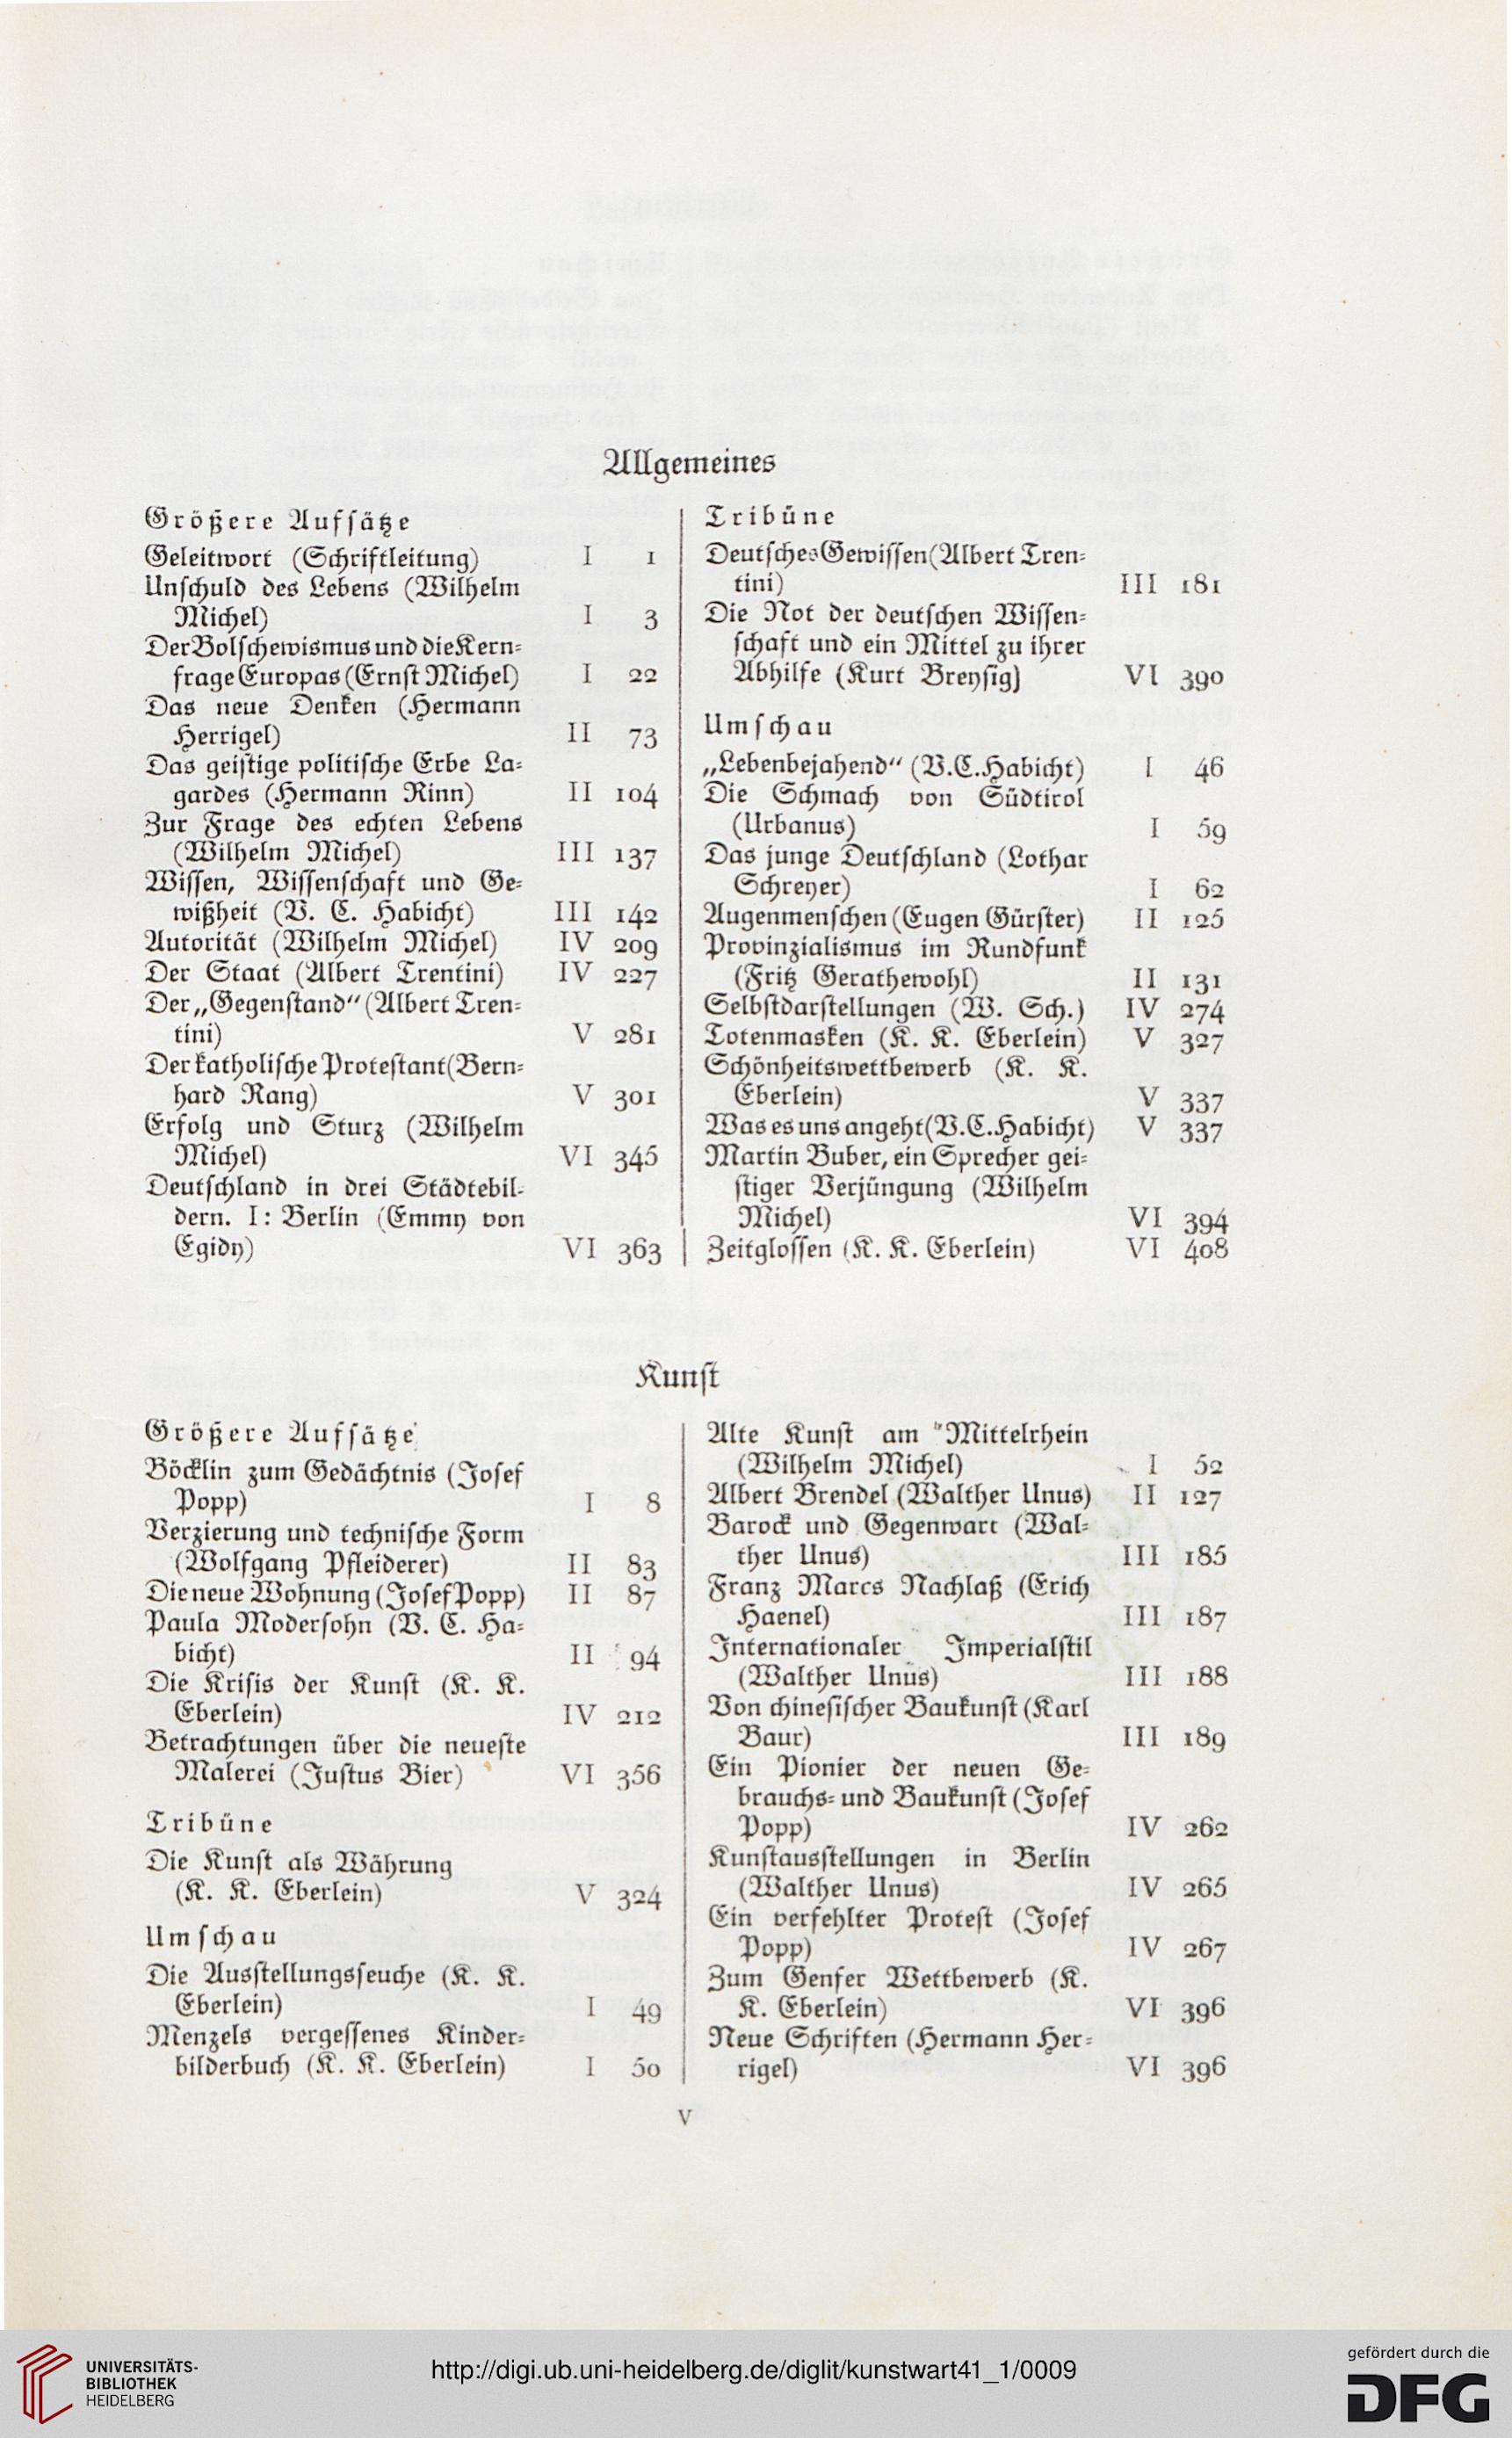 Allgemeines
Größere Aufsätze
Geleitwort (Schriftleitung) I 1
Unschuld des Lebens (Wilhelm
Michel) I 3
Der Bolschewismus und die Kern-
frage Europas (Ernst Michel) I 22
Das neue Denken (Hermann
Herrigel) II 73
Das geistige politische Erbe La-
gardes (Hermann Rinn) II 104
Zur Frage des echten Lebens
(Wilhelm Michel) III 137
Wissen, Wissenschaft und Ge-
wißheit (V. C. Habicht) III 142
Autorität (Wilhelm Michel) IV 209
Der Staat (Albert Trentini) IV 227
Der „Gegenstand“ (Albert Tren-
tini) V 281
Der katholische Protestant (Bern-
hard Rang) V 301
Erfolg und Sturz (Wilhelm
Michel) VI 345
Deutschland in drei Städtebil-
dern. I: Berlin (Emmy von
Egidy) VI 363
Tribüne
Deutsches Gewissen (Albert Tren-
tini) III 181
Die Not der deutschen Wissen-
schaft und ein Mittel zu ihrer
Abhilfe (Kurt Breysig) VI 390
Umschau
„Lebenbejahend“ (V. C. Habicht) I 46
Die Schmach von Südtirol
(Urbanus) I 59
Das junge Deutschland (Lothar
Schreyer) I 62
Augenmenschen (Eugen Gürster) II 125
Provinzialismus im Rundfunk
(Fritz Gerathewohl) II 131
Selbstdarstellungen (W. Sch.) IV 274
Totenmasken (K. K. Eberlein) V 327
Schönheitswettbewerb (K. K.
Eberlein) V 337
Was es uns angeht (V. C. Habicht) V 337
Martin Buber, ein Sprecher gei-
stiger Verjüngung (Wilhelm
Michel) VI 394
Zeitglossen (K. K. Eberlein) VI 408
Kunst
Größere Aufsätze
Böcklin zum Gedächtnis (Josef
Popp) I 8
Verzierung und technische Form
(Wolfgang Pfleiderer) II 83
Die neue Wohnung (Josef Popp) II 87
Paula Modersohn (V. C. Ha-
bicht) II 94
Die Krisis der Kunst (K. K.
Eberlein) IV 212
Betrachtungen über die neueste
Malerei (Justus Bier) VI 356
Tribüne
Die Kunst als Währung
(K. K. Eberlein) V 324
Umschau
Die Ausstellungsseuche (K. K.
Eberlein) I 49
Menzels vergessenes Kinder-
bilderbuch (K. K. Eberlein) I 50
Alte Kunst am Mittelrhein
(Wilhelm Michel) I 52
Albert Brendel (Walther Unus) II 127
Barock und Gegenwart (Wal-
ther Unus) III 185
Franz Marcs Nachlaß (Erich
Haenel) III 187
Internationaler Imperialstil
(Walther Unus) III 188
Von chinesischer Baukunst (Karl
Baur) III 189
Ein Pionier der neuen Ge-
brauchs- und Baukunst (Josef
Popp) IV 262
Kunstausstellungen in Berlin
(Walther Unus) IV 265
Ein verfehlter Protest (Josef
Popp) IV 267
Zum Genfer Wettbewerb (K.
K. Eberlein) VI 396
Neue Schriften (Hermann Her-
rigel) VI 396
V
UNIVERSITÄTS-
BIBLIOTHEK
HEIDELBERG
http://digi.ub.uni-heidelberg.de/diglit/kunstwart41_1/0009
gefördert durch die
DFG